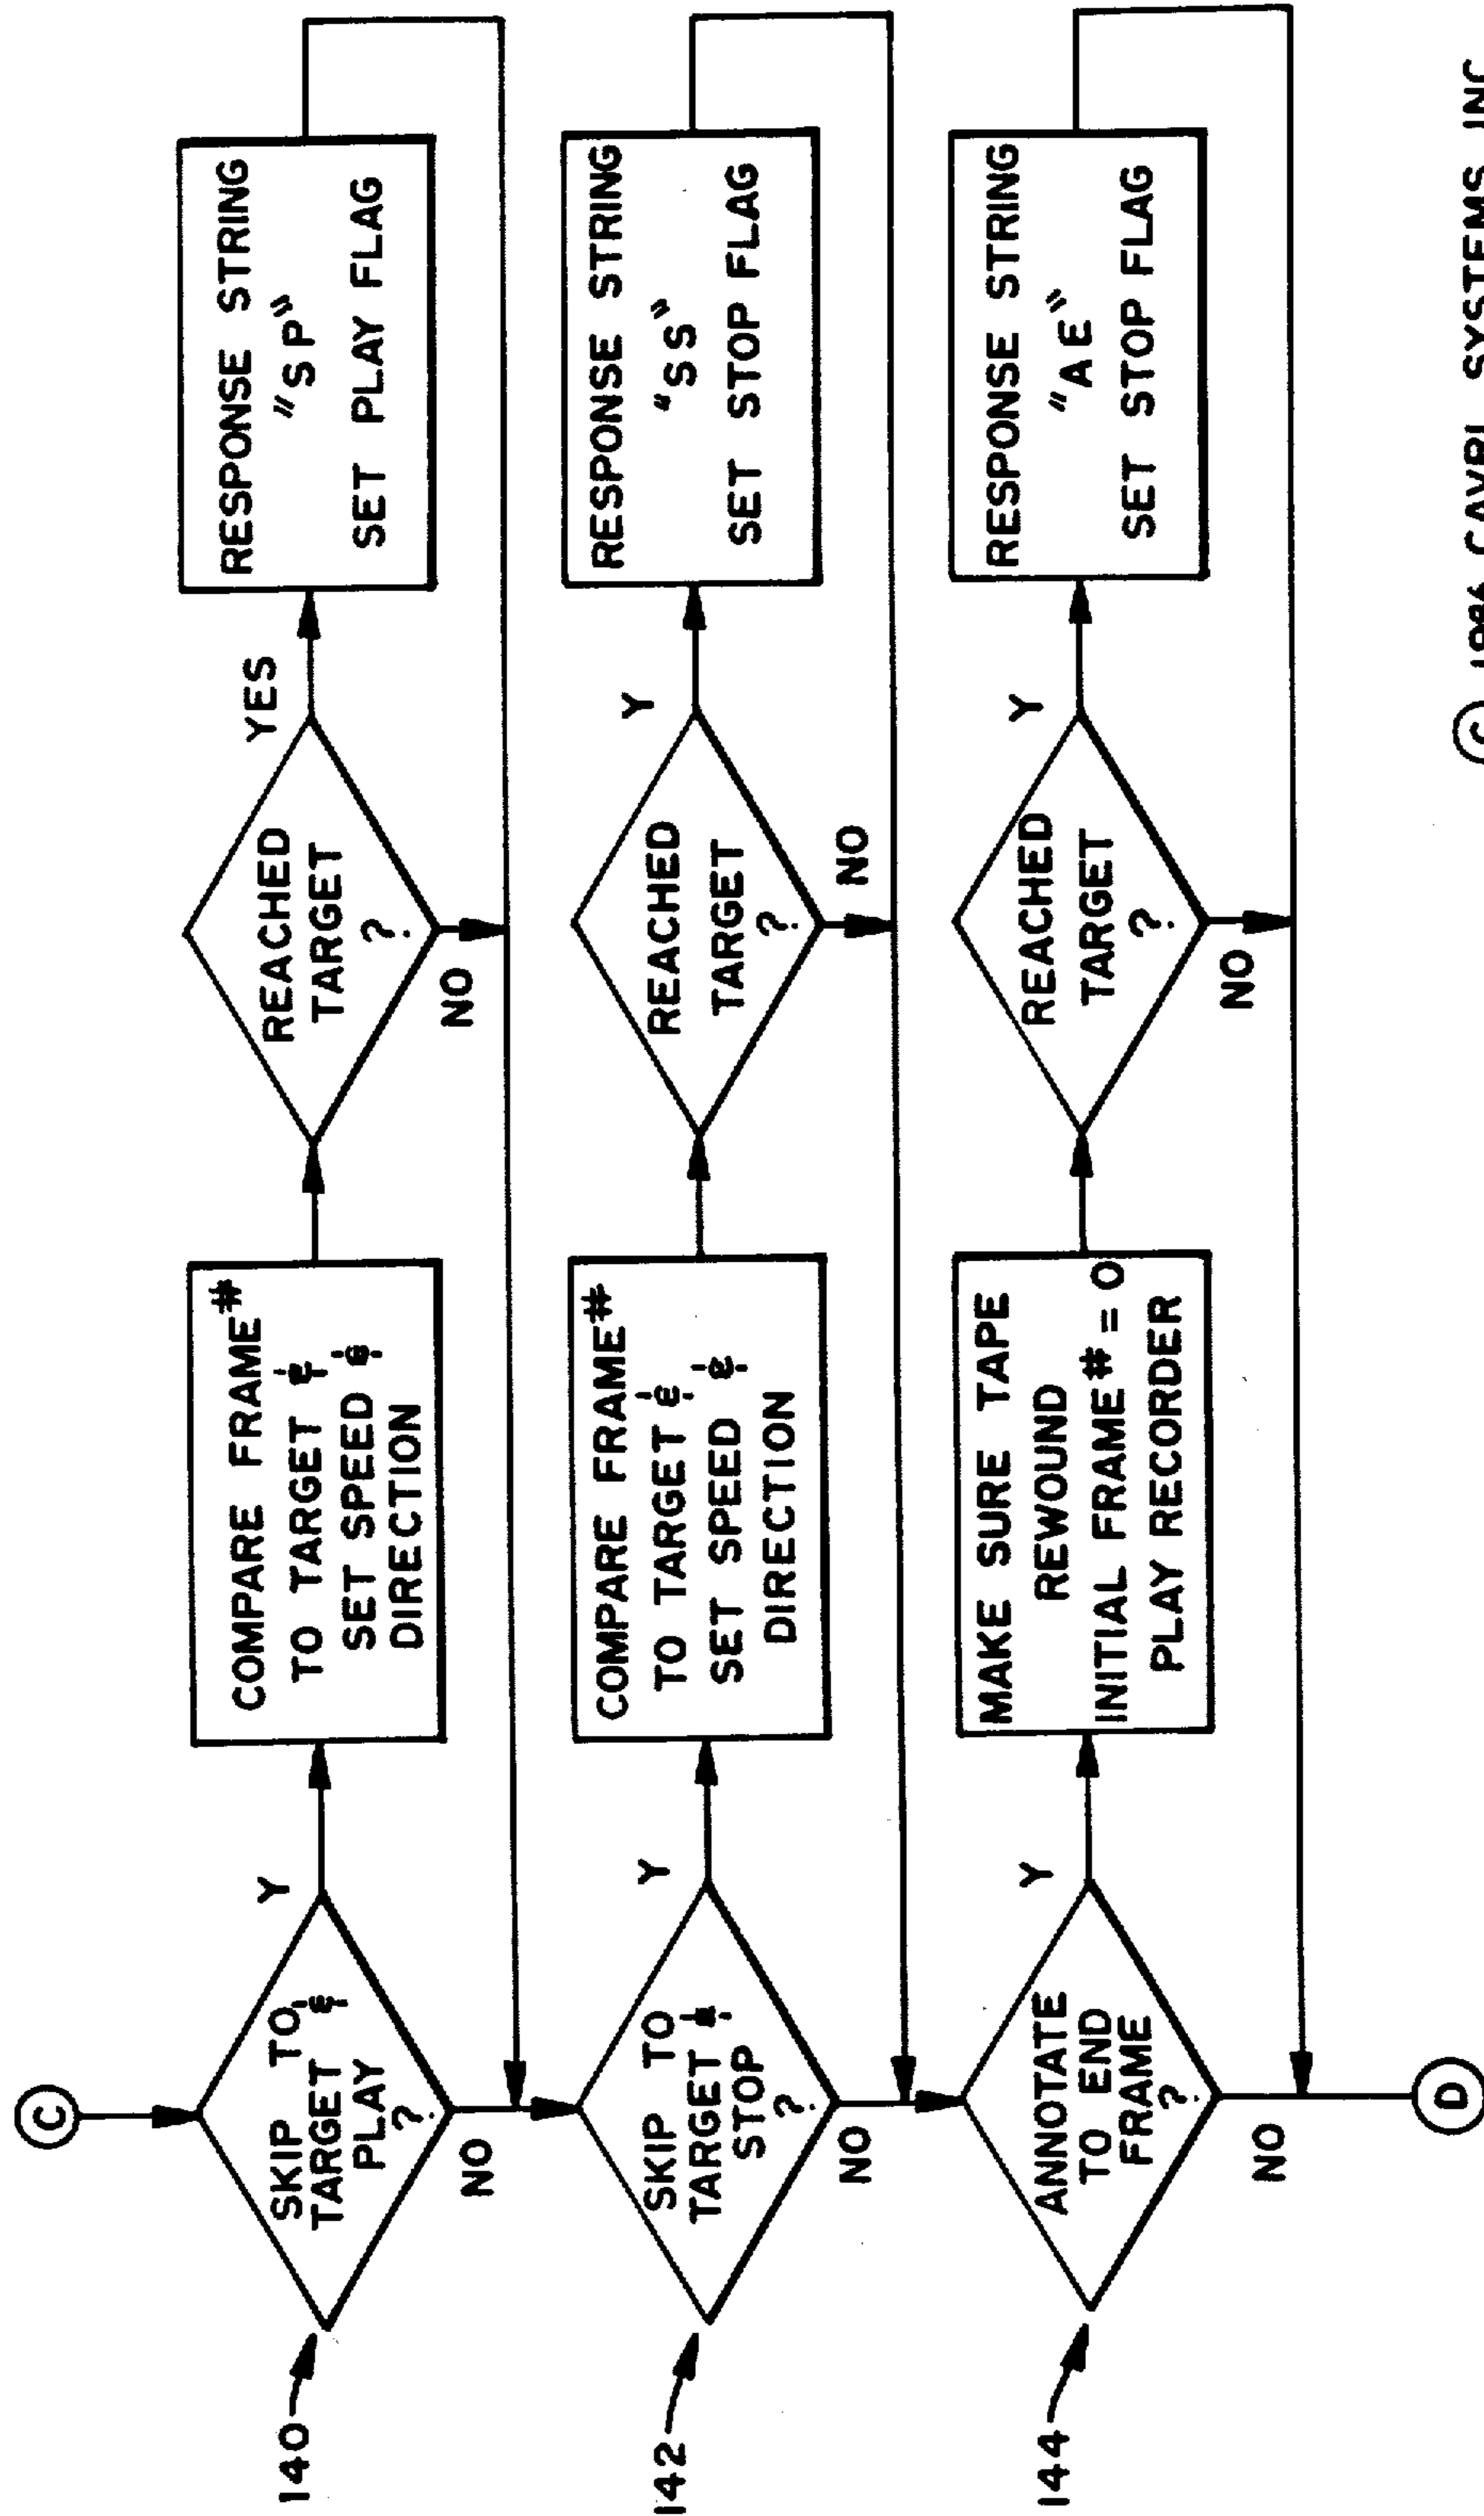 C
140
SKIP TO
TARGET &
PLAY
?
Y
NO
COMPARE FRAME#
TO TARGET &
SET SPEED &
DIRECTION
REACHED
TARGET
?
YES
NO
RESPONSE STRING
"SP"
SET PLAY FLAG
142
SKIP TO
TARGET &
STOP
?
Y
NO
COMPARE FRAME#
TO TARGET &
SET SPEED &
DIRECTION
REACHED
TARGET
?
Y
NO
RESPONSE STRING
"SS"
SET STOP FLAG
144
ANNOTATE
TO END
FRAME
?
Y
NO
MAKE SURE TAPE
REWOUND
INITIAL FRAME # = 0
PLAY RECORDER
REACHED
TARGET
?
Y
NO
RESPONSE STRING
"AE"
SET STOP FLAG
D
SYSTEMS INC